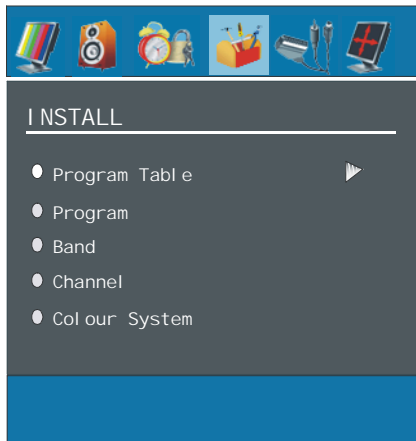 INSTALL
Program Table
Program
Band
Channel
Colour System